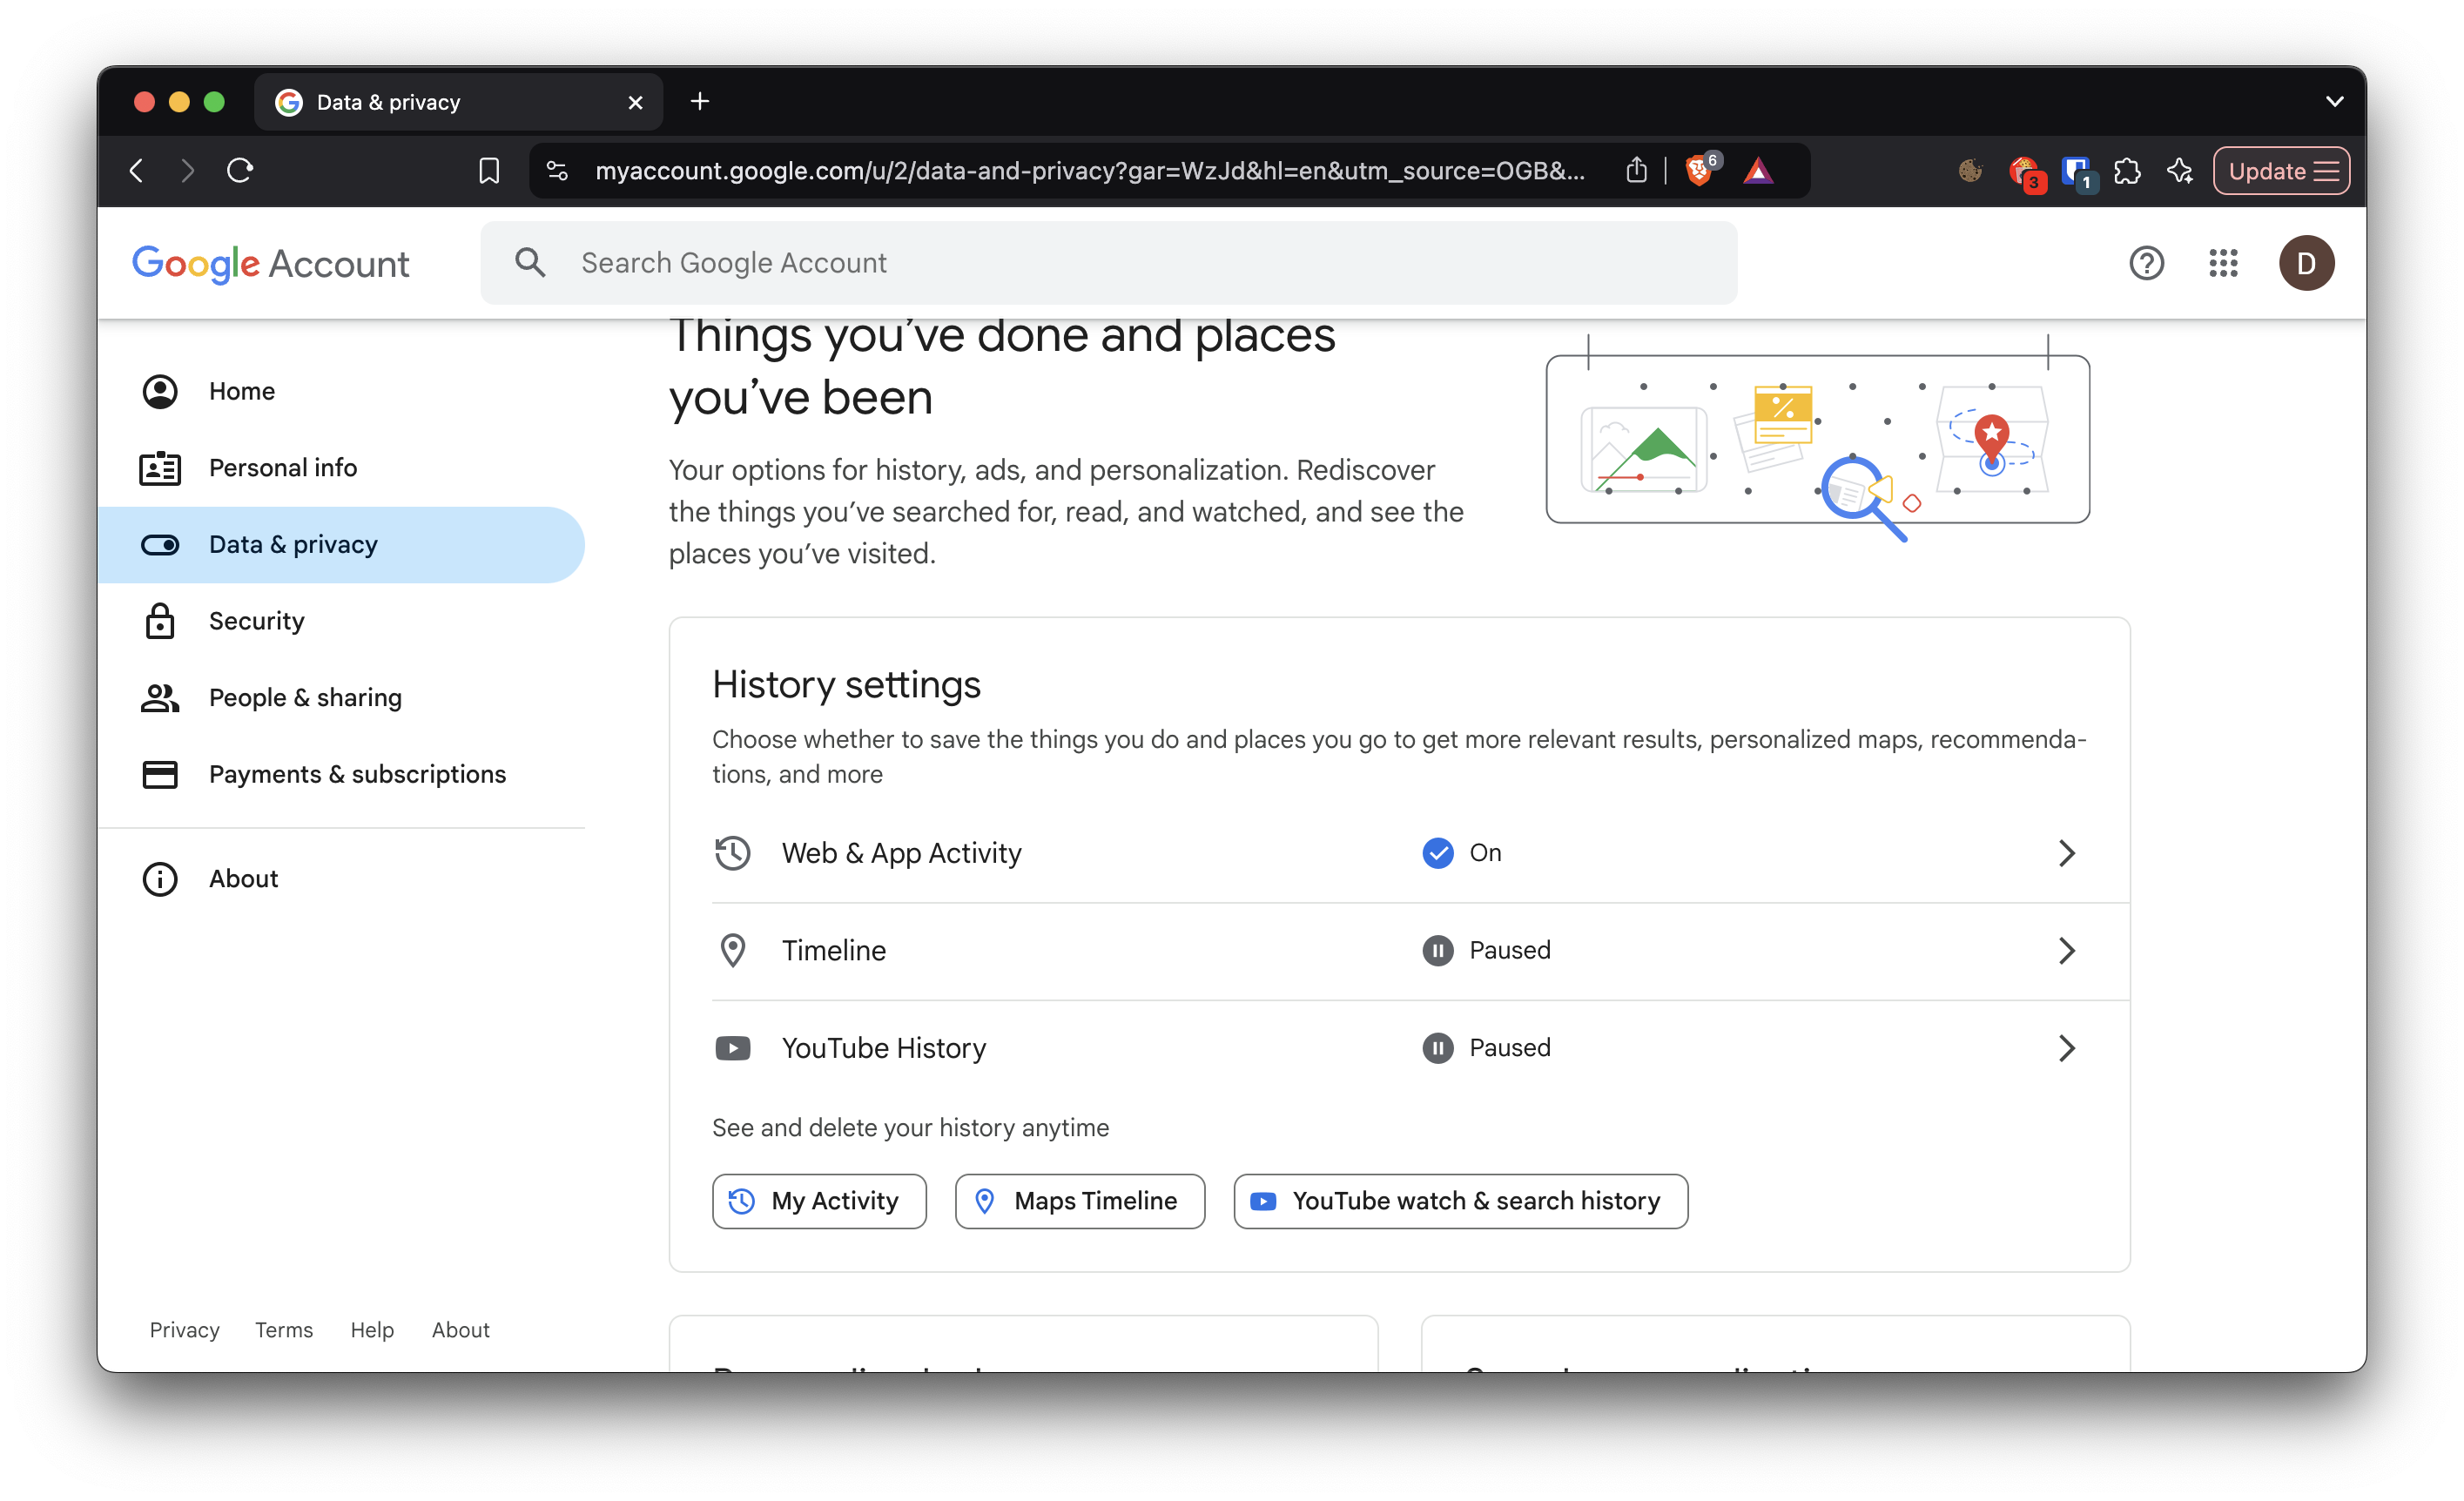 Data & privacy
myaccount.google.com/u/2/data-and-privacy?gar=WzJd&hl=en&utm_source=OGB&...
6
3
1
Update
Google Account
Search Google Account
D
Home
Personal info
Data & privacy
Security
People & sharing
Payments & subscriptions
About
Privacy Terms Help About
Things you’ve done and places
you’ve been
Your options for history, ads, and personalization. Rediscover
the things you’ve searched for, read, and watched, and see the
places you’ve visited.
History settings
Choose whether to save the things you do and places you go to get more relevant results, personalized maps, recommenda-
tions, and more
Web & App Activity On
Timeline Paused
YouTube History Paused
See and delete your history anytime
My Activity Maps Timeline YouTube watch & search history